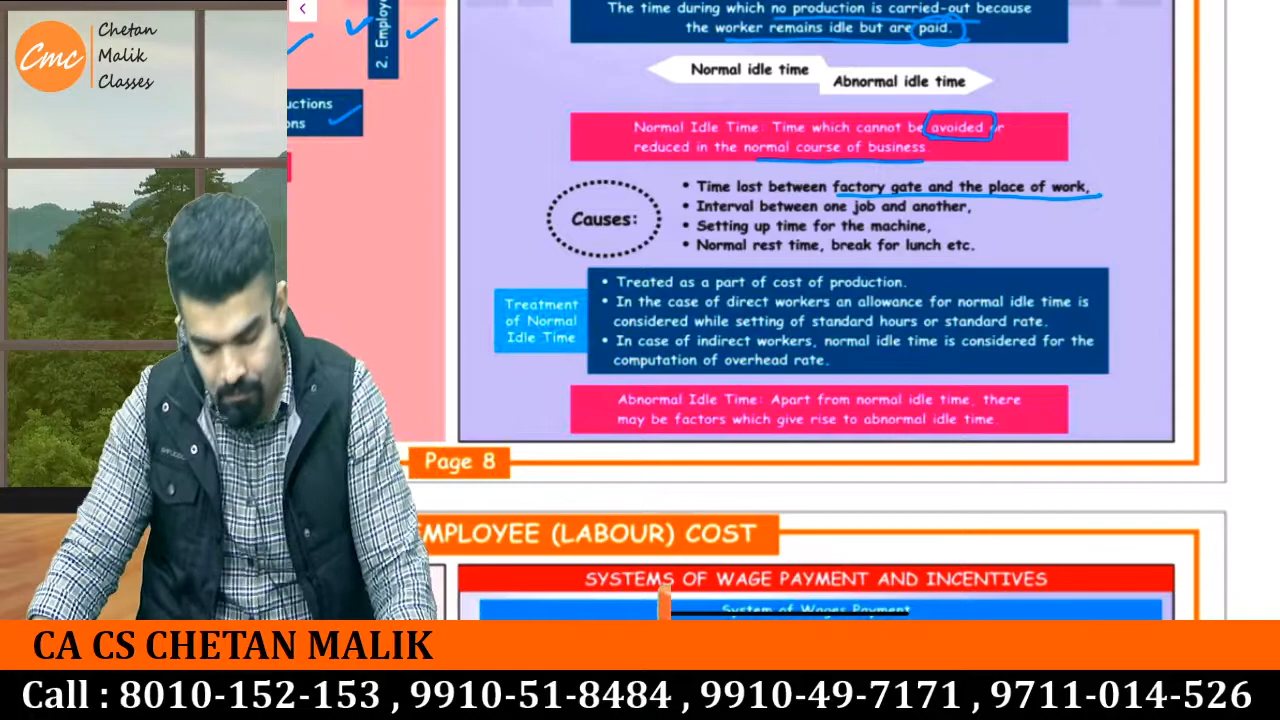 Cmc
Chetan
Malik
Classes
2. Employ
uctions
ons
The time during which no production is carried-out because
the worker remains idle but are paid.
Normal idle time
Abnormal idle time
Normal Idle Time: Time which cannot be avoided or
reduced in the normal course of business.
Causes:
• Time lost between factory gate and the place of work,
• Interval between one job and another,
• Setting up time for the machine,
• Normal rest time, break for lunch etc.
Treatment
of Normal
Idle Time
• Treated as a part of cost of production.
• In the case of direct workers an allowance for normal idle time is
considered while setting of standard hours or standard rate.
• In case of indirect workers, normal idle time is considered for the
computation of overhead rate.
Abnormal Idle Time: Apart from normal idle time, there
may be factors which give rise to abnormal idle time.
Page 8
EMPLOYEE (LABOUR) COST
SYSTEMS OF WAGE PAYMENT AND INCENTIVES
System of Wages Payment
CA CS CHETAN MALIK
Call : 8010-152-153 , 9910-51-8484 , 9910-49-7171 , 9711-014-526